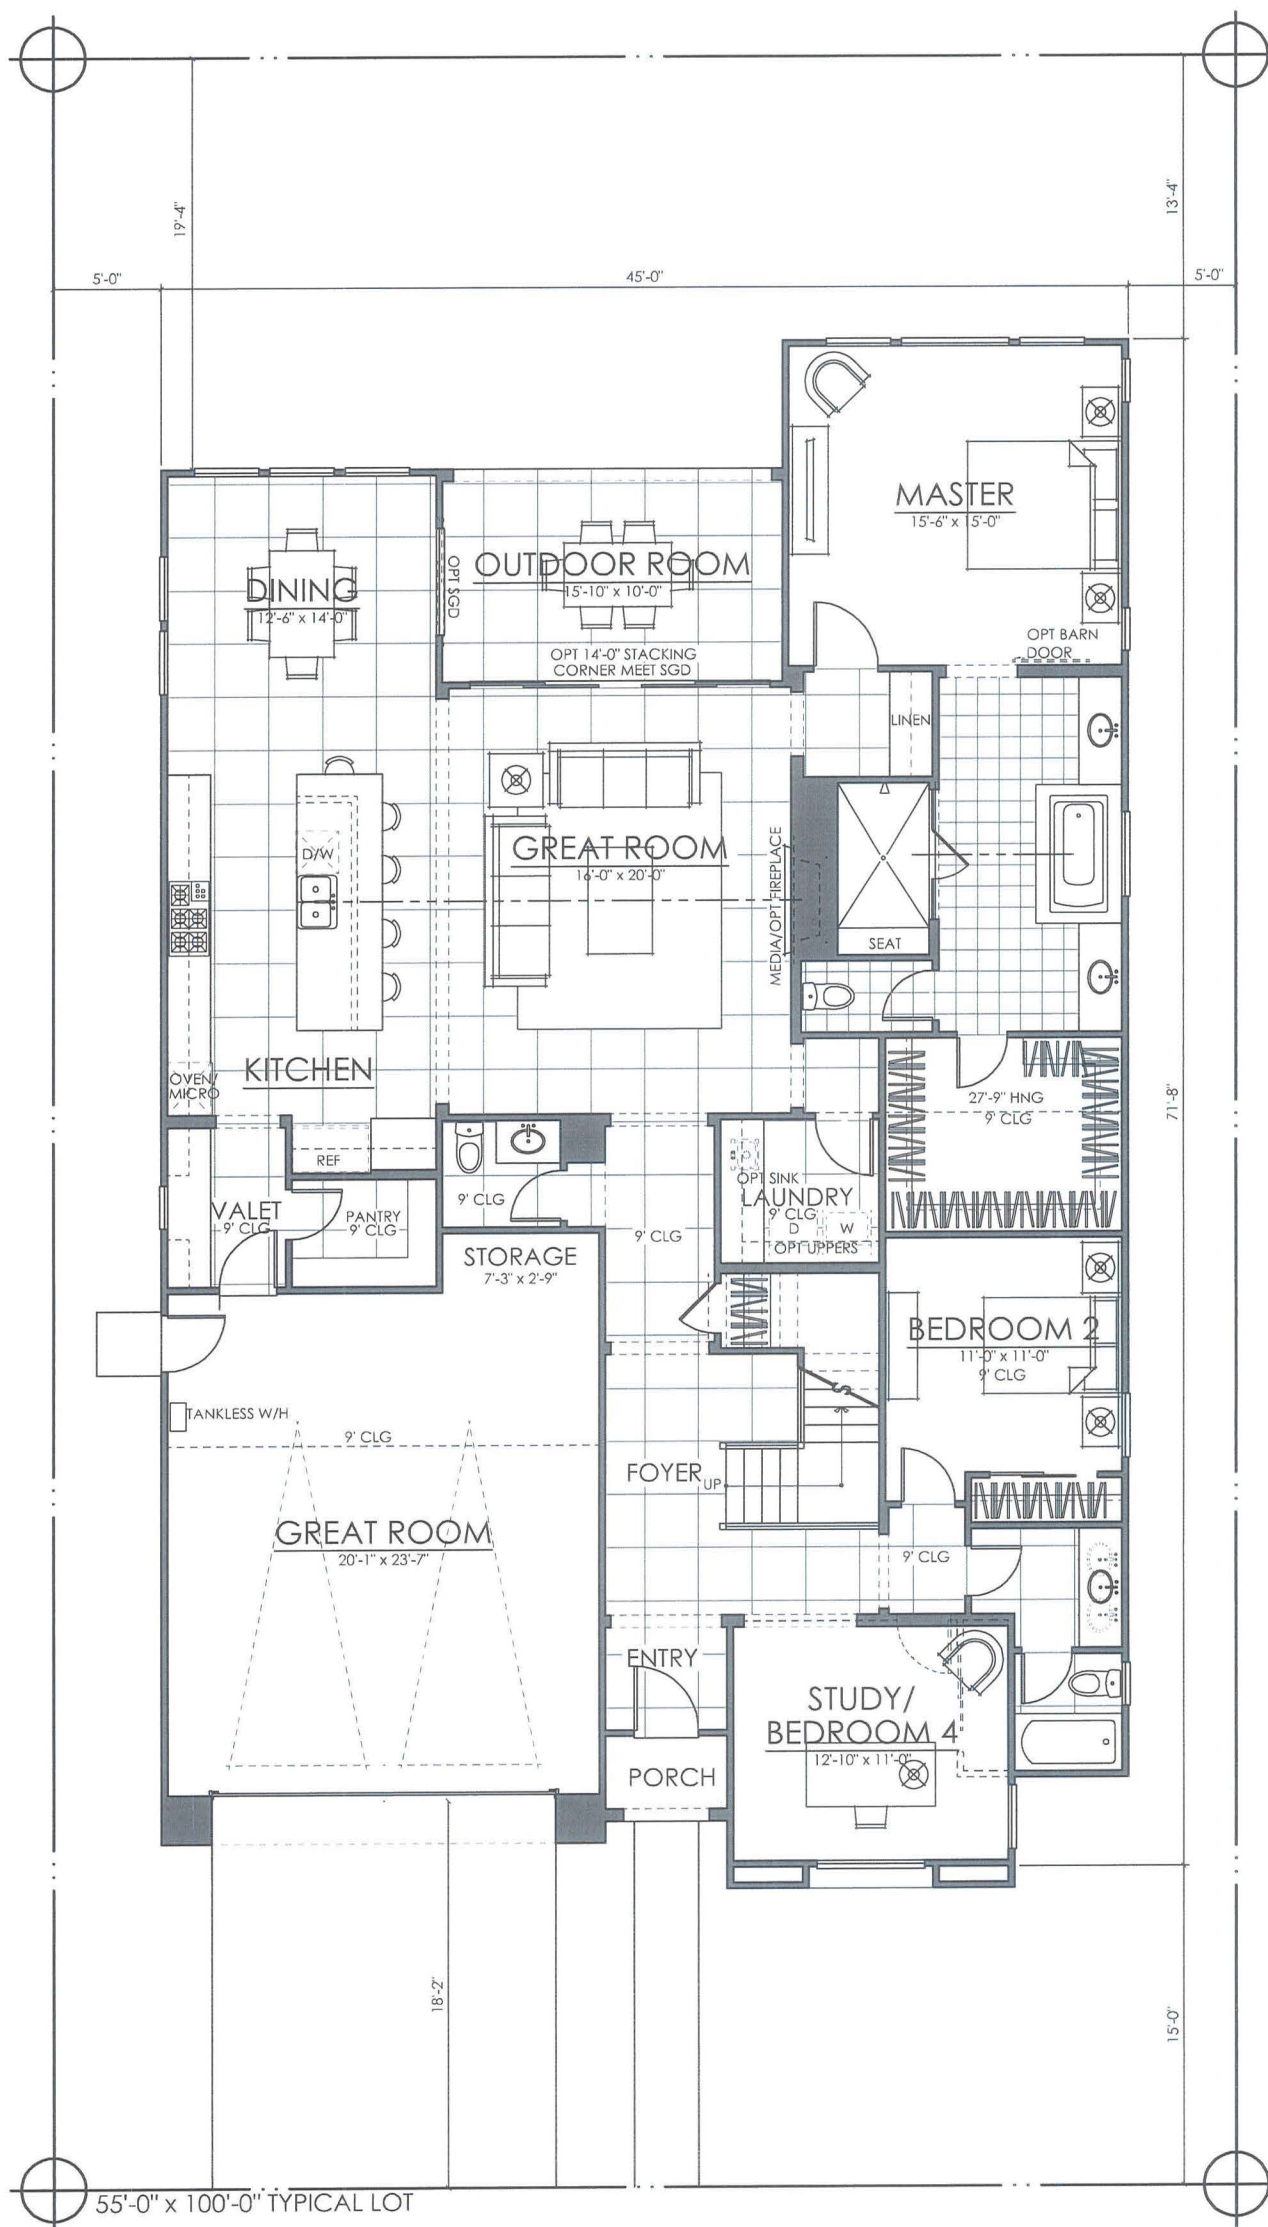 19'-4"
13'-4"
5'-0"
45'-0"
5'-0"
MASTER
15'-6" x 15'-0"
OUTDOOR ROOM
15'-10" x 10'-0"
DINING
12'-6" x 14'-0"
OPT SGD
OPT 14'-0" STACKING
CORNER MEET SGD
OPT BARN
DOOR
LINEN
D/W
GREAT ROOM
16'-0" x 20'-0"
MEDIA/OPT FIREPLACE
SEAT
KITCHEN
OVEN/
MICRO
27'-9" HNG
9' CLG
71'-8"
REF
OPT SINK
LAUNDRY
9' CLG
D
W
OPT UPPERS
9' CLG
VALET
9' CLG
PANTRY
9' CLG
9' CLG
STORAGE
7'-3" x 2'-9"
BEDROOM 2
11'-0" x 11'-0"
9' CLG
TANKLESS W/H
9' CLG
S
FOYER
UP
GREAT ROOM
20'-1" x 23'-7"
9' CLG
ENTRY
STUDY/
BEDROOM 4
12'-10" x 11'-0"
PORCH
18'-2"
15'-0"
55'-0" x 100'-0" TYPICAL LOT